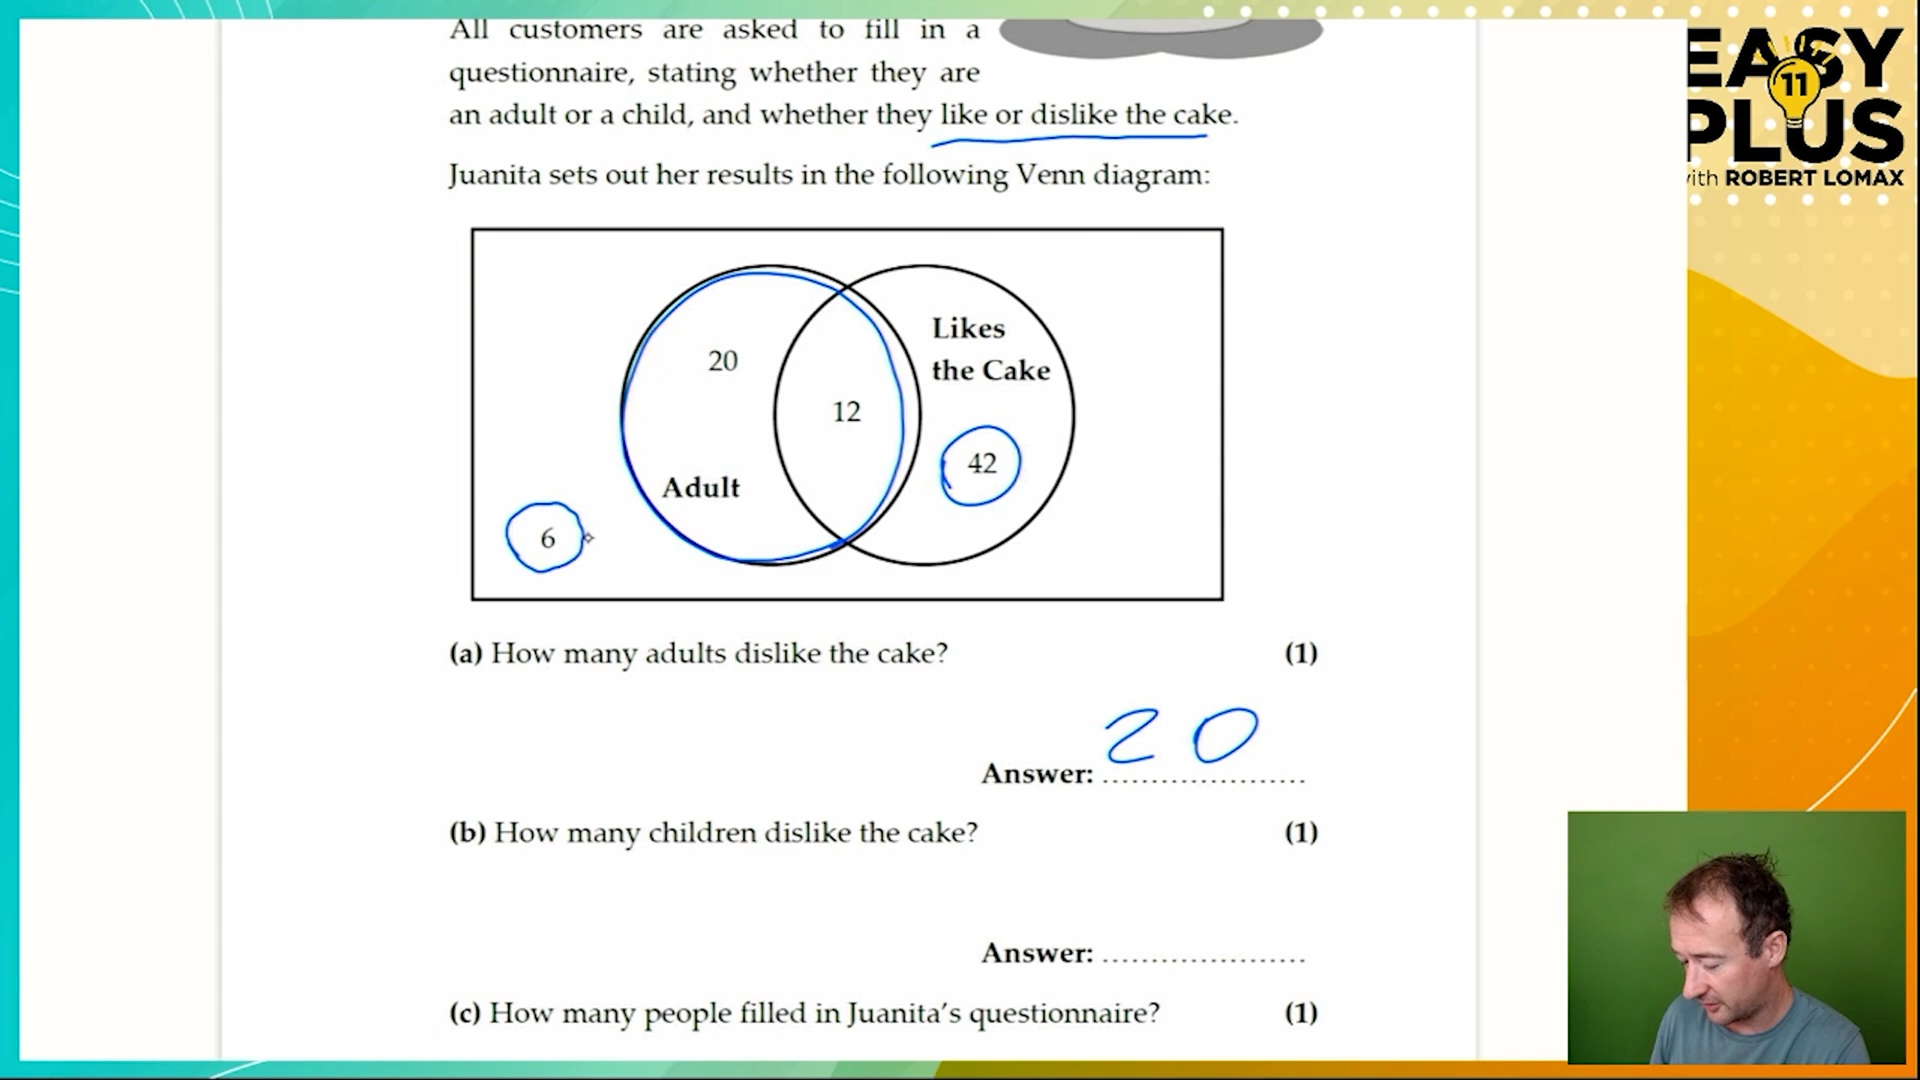 All customers are asked to fill in a
questionnaire, stating whether they are
an adult or a child, and whether they like or dislike the cake.
Juanita sets out her results in the following Venn diagram:
20
12
Likes
the Cake
42
Adult
6
(a) How many adults dislike the cake? (1)
20
Answer: .....................
(b) How many children dislike the cake? (1)
Answer: .....................
(c) How many people filled in Juanita's questionnaire? (1)
EASY
11
PLUS
with ROBERT LOMAX